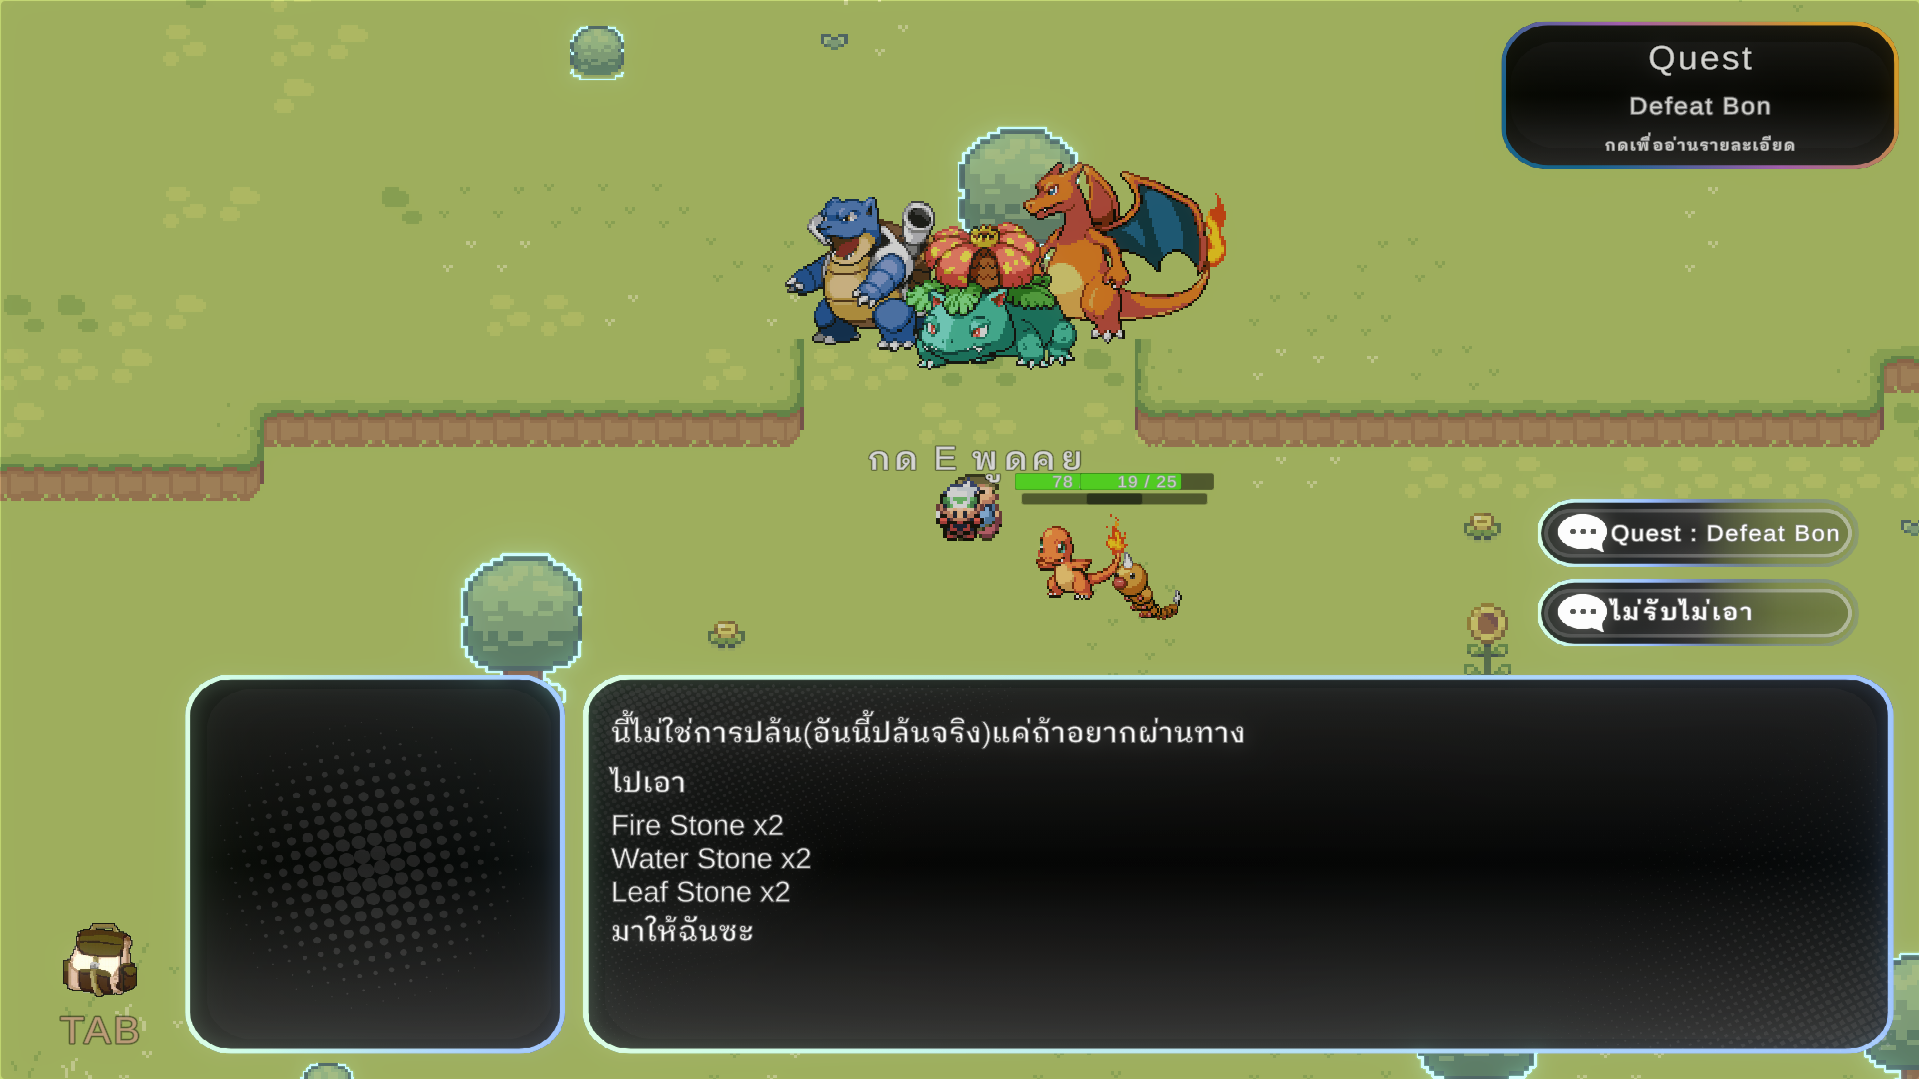 Quest
Defeat Bon
กดเพื่ออ่านรายละเอียด
กด E พูดคุย
78 19 / 25
Quest : Defeat Bon
ไม่รับไม่เอา
นี้ไม่ใช่การปล้น(อันนี้ปล้นจริง)แค่ถ้าอยากผ่านทาง
ไปเอา
Fire Stone x2
Water Stone x2
Leaf Stone x2
มาให้ฉันซะ
TAB